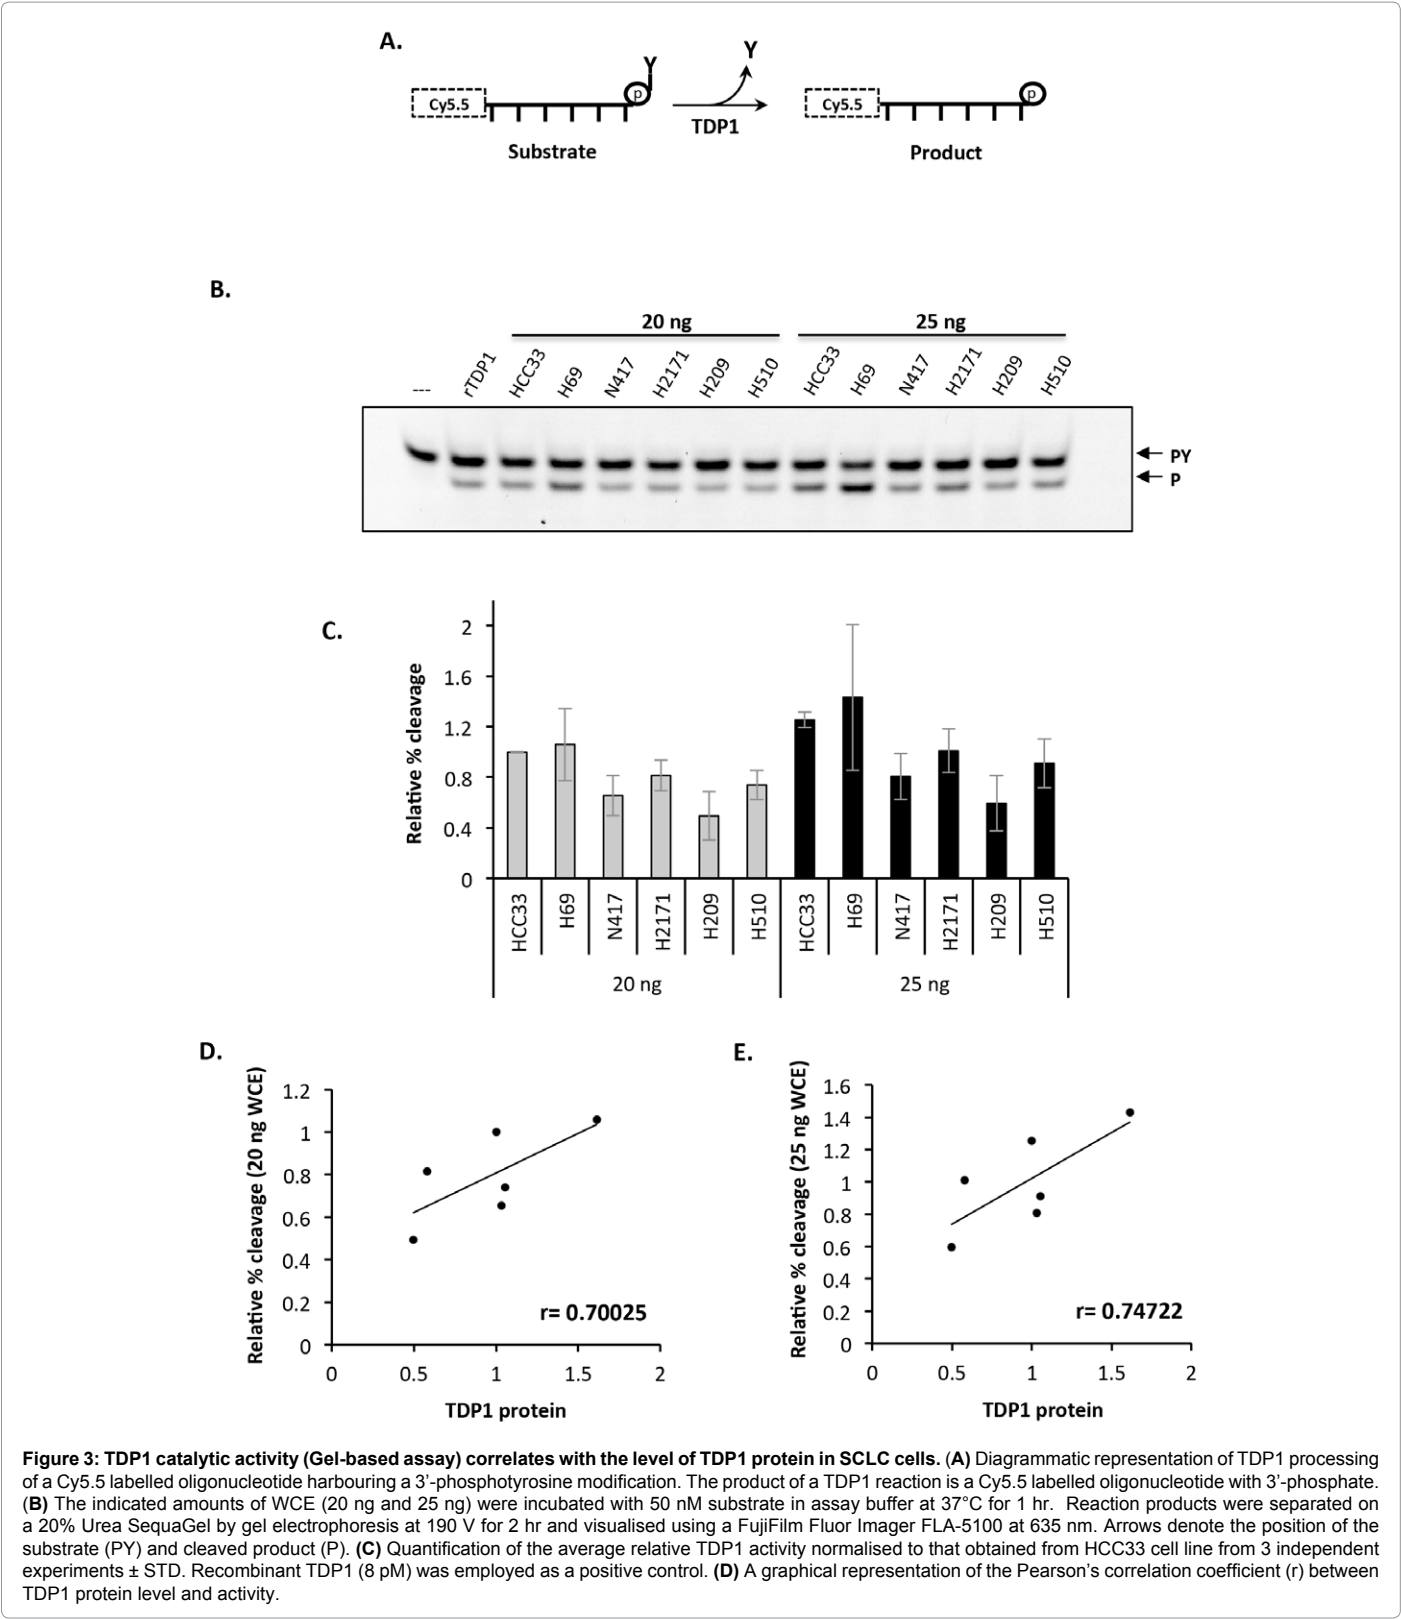 A.
Y
Y
Cy5.5
p
TDP1
Cy5.5
p
Substrate
Product
B.
20 ng
25 ng
---
rTDP1
HCC33
H69
N417
H2171
H209
H510
HCC33
H69
N417
H2171
H209
H510
PY
P
C.
Relative % cleavage
2
1.6
1.2
0.8
0.4
0
HCC33
H69
N417
H2171
H209
H510
HCC33
H69
N417
H2171
H209
H510
20 ng
25 ng
D.
Relative % cleavage (20 ng WCE)
1.2
1
0.8
0.6
0.4
0.2
0
r= 0.70025
0
0.5
1
1.5
2
TDP1 protein
E.
Relative % cleavage (25 ng WCE)
1.6
1.4
1.2
1
0.8
0.6
0.4
0.2
0
r= 0.74722
0
0.5
1
1.5
2
TDP1 protein
Figure 3: TDP1 catalytic activity (Gel-based assay) correlates with the level of TDP1 protein in SCLC cells. (A) Diagrammatic representation of TDP1 processing
of a Cy5.5 labelled oligonucleotide harbouring a 3’-phosphotyrosine modification. The product of a TDP1 reaction is a Cy5.5 labelled oligonucleotide with 3’-phosphate.
(B) The indicated amounts of WCE (20 ng and 25 ng) were incubated with 50 nM substrate in assay buffer at 37°C for 1 hr. Reaction products were separated on
a 20% Urea SequaGel by gel electrophoresis at 190 V for 2 hr and visualised using a FujiFilm Fluor Imager FLA-5100 at 635 nm. Arrows denote the position of the
substrate (PY) and cleaved product (P). (C) Quantification of the average relative TDP1 activity normalised to that obtained from HCC33 cell line from 3 independent
experiments ± STD. Recombinant TDP1 (8 pM) was employed as a positive control. (D) A graphical representation of the Pearson’s correlation coefficient (r) between
TDP1 protein level and activity.